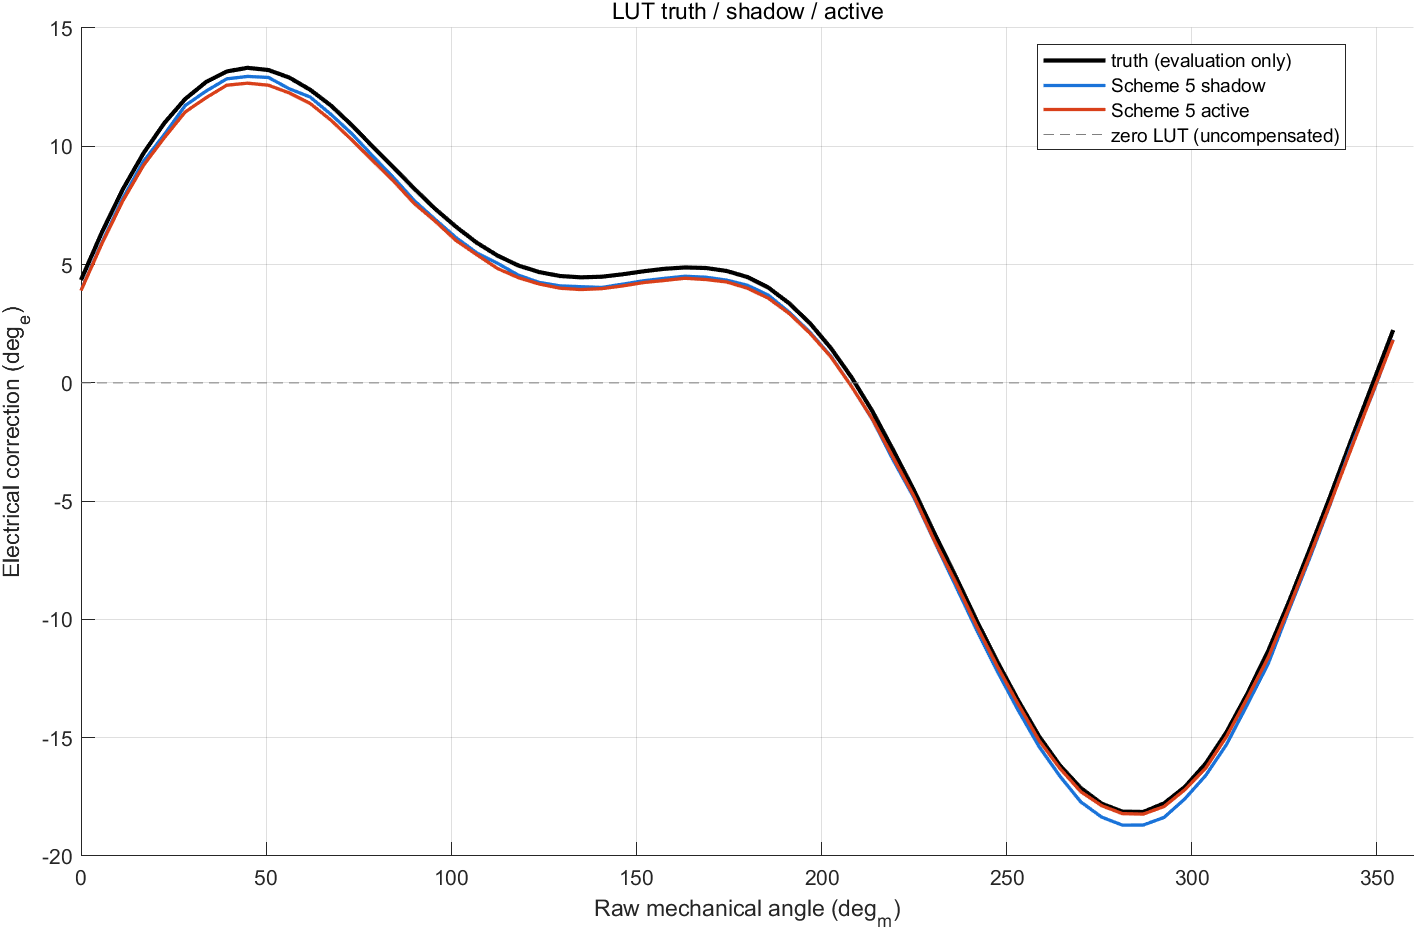 LUT truth / shadow / active
15
10
5
0
-5
-10
-15
-20
Electrical correction (deg_e)
truth (evaluation only)
Scheme 5 shadow
Scheme 5 active
zero LUT (uncompensated)
0 50 100 150 200 250 300 350
Raw mechanical angle (deg_m)